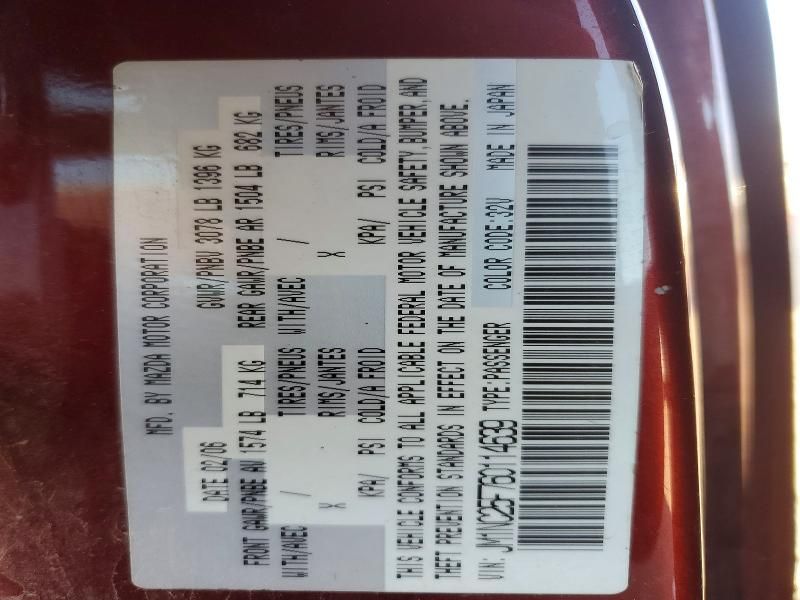 MFD. BY MAZDA MOTOR CORPORATION
DATE 02/06 GVWR/PNBV 3078 LB 1396 KG
FRONT GAWR/PNBE AV 1574 LB 714 KG REAR GAWR/PNBE AR 1504 LB 682 KG
WITH/AVEC / TIRES/PNEUS WITH/AVEC / TIRES/PNEUS
X RIMS/JANTES X RIMS/JANTES
KPA/ PSI COLD/A FROID KPA/ PSI COLD/A FROID
THIS VEHICLE CONFORMS TO ALL APPLICABLE FEDERAL MOTOR VEHICLE SAFETY, BUMPER, AND
THEFT PREVENTION STANDARDS IN EFFECT ON THE DATE OF MANUFACTURE SHOWN ABOVE.
VIN: JM1NC25F760114639 TYPE:PASSENGER COLOR CODE:32V MADE IN JAPAN